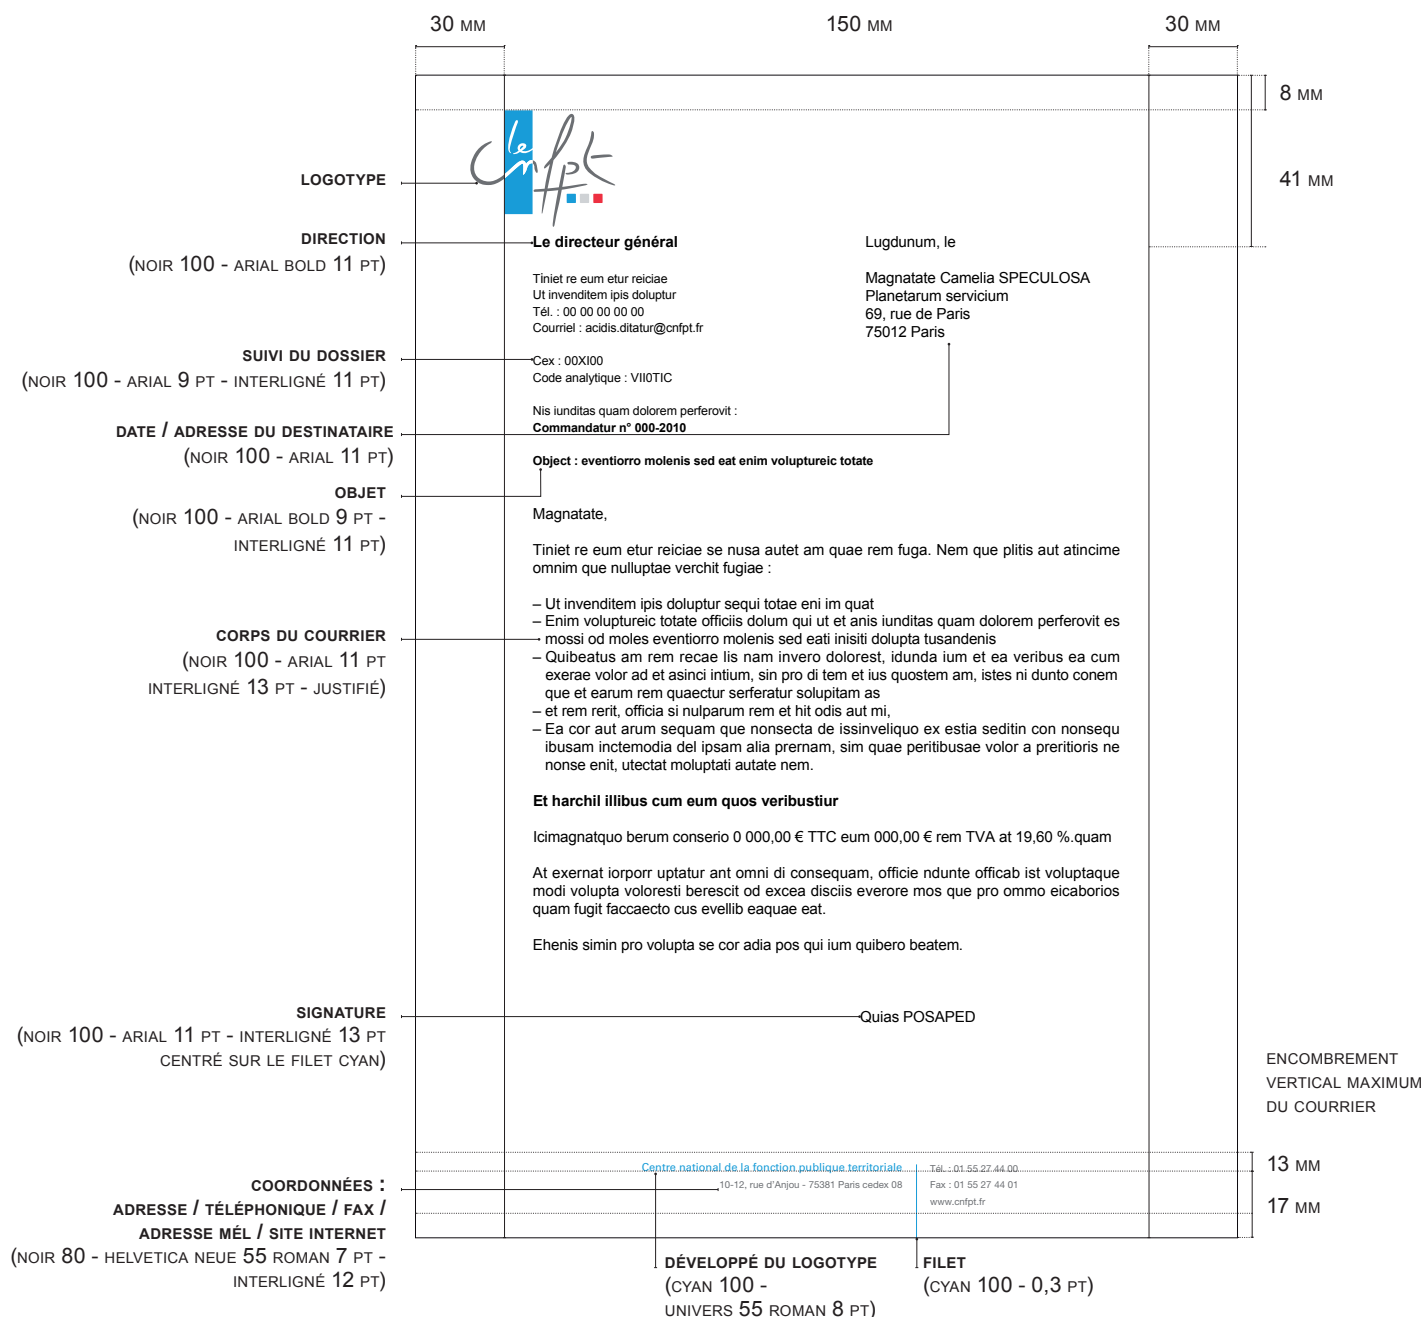 30 MM
150 MM
30 MM
8 MM
41 MM
le cnfpt
LOGOTYPE
DIRECTION
(NOIR 100 - ARIAL BOLD 11 PT)
SUIVI DU DOSSIER
(NOIR 100 - ARIAL 9 PT - INTERLIGNÉ 11 PT)
DATE / ADRESSE DU DESTINATAIRE
(NOIR 100 - ARIAL 11 PT)
OBJET
(NOIR 100 - ARIAL BOLD 9 PT -
INTERLIGNÉ 11 PT)
CORPS DU COURRIER
(NOIR 100 - ARIAL 11 PT
INTERLIGNÉ 13 PT - JUSTIFIÉ)
SIGNATURE
(NOIR 100 - ARIAL 11 PT - INTERLIGNÉ 13 PT
CENTRÉ SUR LE FILET CYAN)
COORDONNÉES :
ADRESSE / TÉLÉPHONIQUE / FAX /
ADRESSE MÉL / SITE INTERNET
(NOIR 80 - HELVETICA NEUE 55 ROMAN 7 PT -
INTERLIGNÉ 12 PT)
Le directeur général
Tiniet re eum etur reiciae
Ut invenditem ipis doluptur
Tél. : 00 00 00 00 00
Courriel : acidis.ditatur@cnfpt.fr
Cex : 00XI00
Code analytique : VII0TIC
Nis iunditas quam dolorem perferovit :
Commandatur n° 000-2010
Lugdunum, le
Magnatate Camelia SPECULOSA
Planetarum servicium
69, rue de Paris
75012 Paris
Object : eventiorro molenis sed eat enim voluptureic totate
Magnatate,
Tiniet re eum etur reiciae se nusa autet am quae rem fuga. Nem que plitis aut atincime
omnim que nulluptae verchit fugiae :
– Ut invenditem ipis doluptur sequi totae eni im quat
– Enim voluptureic totate officiis dolum qui ut et anis iunditas quam dolorem perferovit es
mossi od moles eventiorro molenis sed eati inisiti dolupta tusandenis
– Quibeatus am rem recae lis nam invero dolorest, idunda ium et ea veribus ea cum
exerae volor ad et asinci intium, sin pro di tem et ius quostem am, istes ni dunto conem
que et earum rem quaectur serferatur solupitam as
– et rem rerit, officia si nulparum rem et hit odis aut mi,
– Ea cor aut arum sequam que nonsecta de issinveliquo ex estia seditin con nonsequ
ibusam inctemodia del ipsam alia prernam, sim quae peritibusae volor a preritioris ne
nonse enit, utectat moluptati autate nem.
Et harchil illibus cum eum quos veribustiur
Icimagnatquo berum conserio 0 000,00 € TTC eum 000,00 € rem TVA at 19,60 %.quam
At exernat iorporr uptatur ant omni di consequam, officie ndunte officab ist voluptaque
modi volupta voloresti berescit od excea disciis everore mos que pro ommo eicaborios
quam fugit faccaecto cus evellib eaquae eat.
Ehenis simin pro volupta se cor adia pos qui ium quibero beatem.
Quias POSAPED
ENCOMBREMENT
VERTICAL MAXIMUM
DU COURRIER
13 MM
17 MM
Centre national de la fonction publique territoriale
10-12, rue d'Anjou - 75381 Paris cedex 08
Tél. : 01 55 27 44 00
Fax : 01 55 27 44 01
www.cnfpt.fr
DÉVELOPPÉ DU LOGOTYPE
(CYAN 100 -
UNIVERS 55 ROMAN 8 PT)
FILET
(CYAN 100 - 0,3 PT)